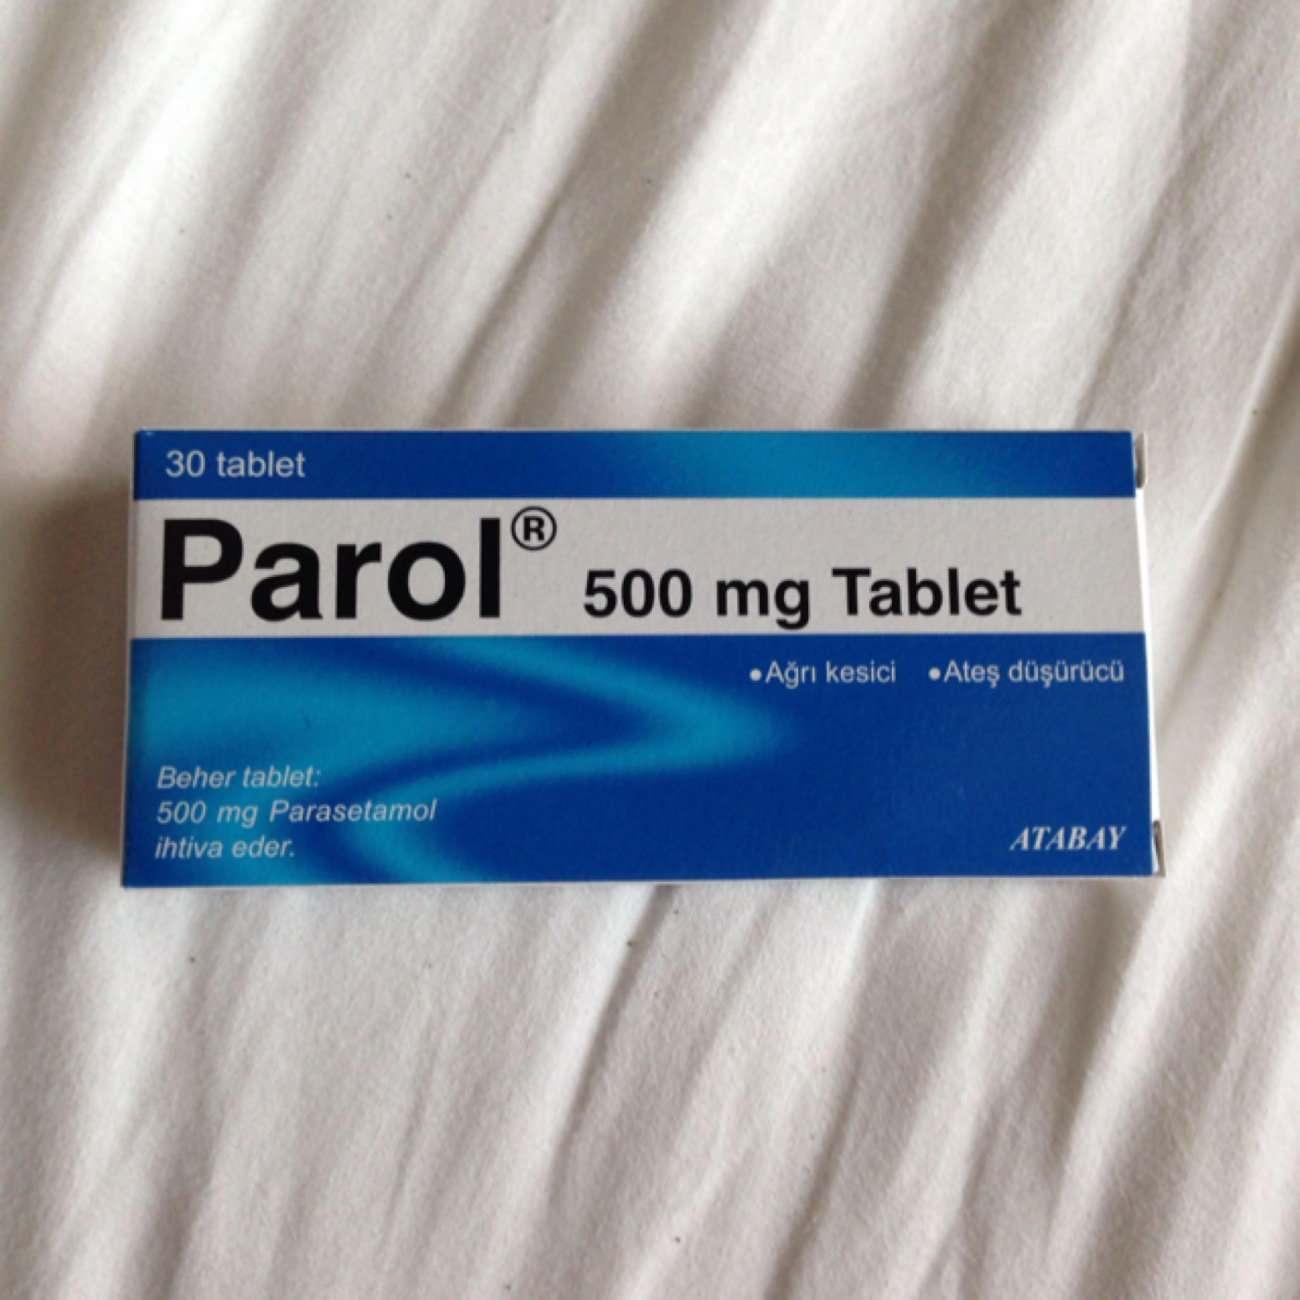 30 tablet
Parol® 500 mg Tablet
•Ağrı kesici •Ateş düşürücü
Beher tablet:
500 mg Parasetamol
ihtiva eder.
ATABAY